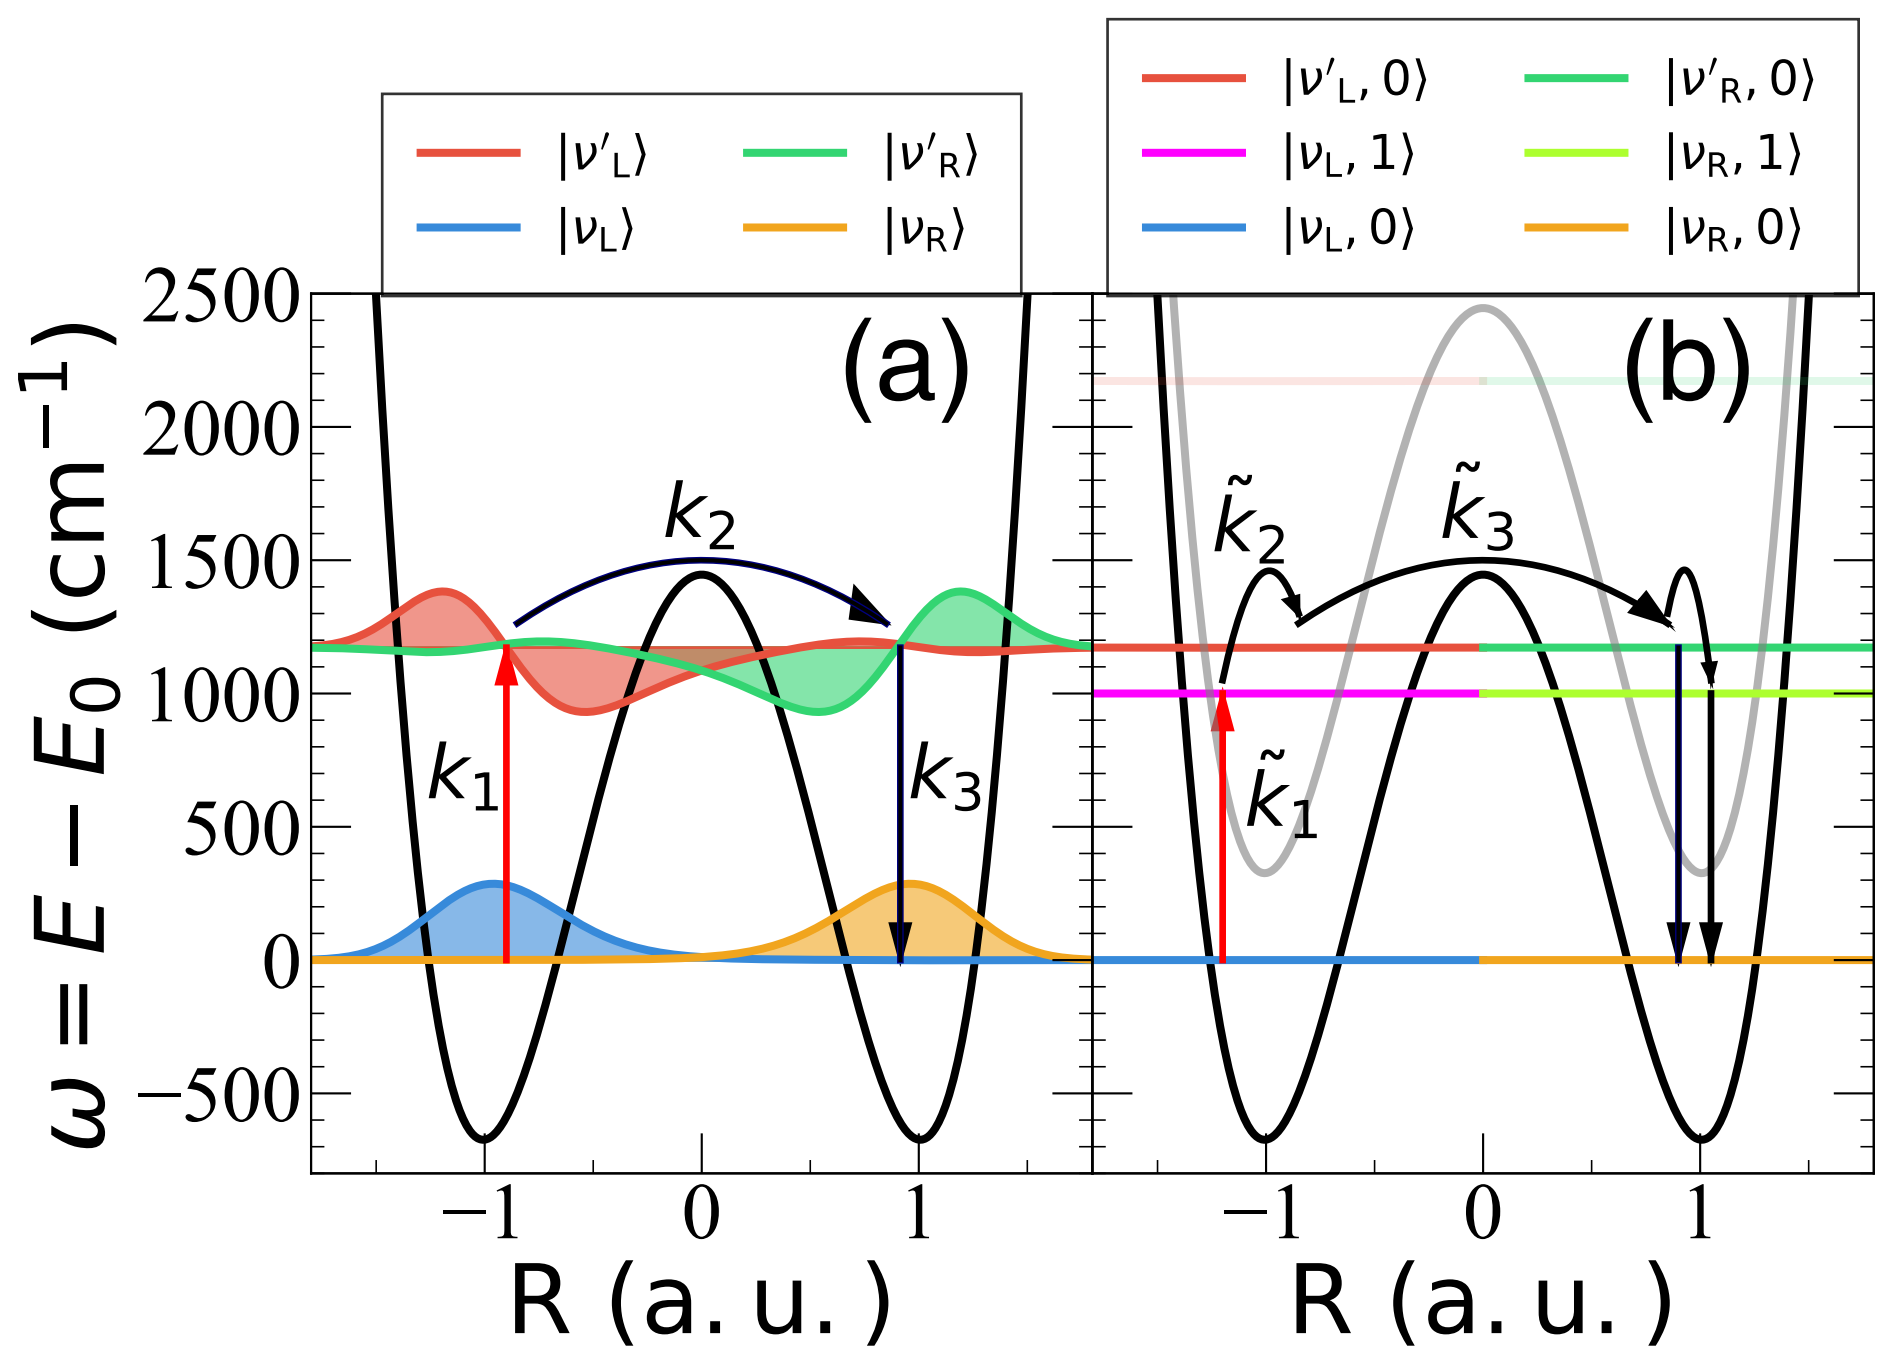 |ν′L⟩ |ν′R⟩
|νL⟩ |νR⟩
|ν′L, 0⟩ |ν′R, 0⟩
|νL, 1⟩ |νR, 1⟩
|νL, 0⟩ |νR, 0⟩
ω = E − E0 (cm−1)
2500
2000
1500
1000
500
0
−500
(a)
k2
k1
k3
−1 0 1
R (a.u.)
(b)
k̃2
k̃3
k̃1
−1 0 1
R (a.u.)